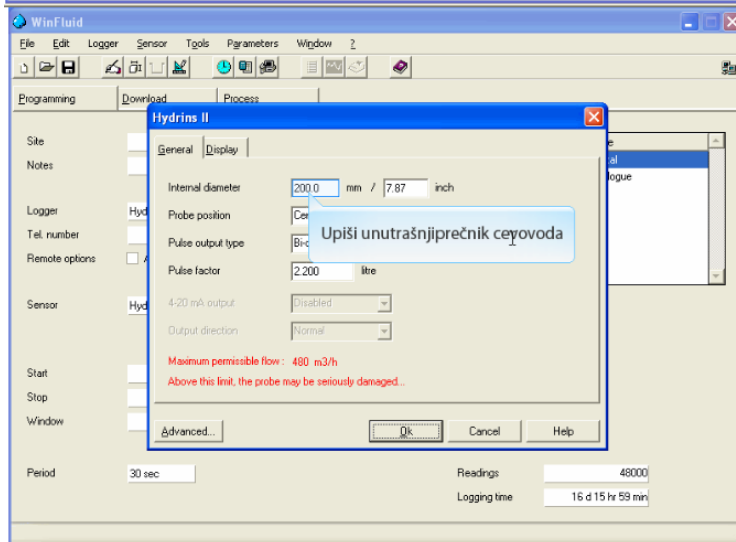 WinFluid
File Edit Logger Sensor Tools Parameters Window ?
Programming Download Process
Hydrins II
General Display
Site
Notes
Internal diameter 200.0 mm / 7.87 inch
Logger
Probe position
Upiši unutrašnjiprečnik cevovoda
Tel. number
Pulse output type
Remote options
Pulse factor 2.200 litre
Sensor
4-20 mA output Disabled
Output direction Normal
Maximum permissible flow : 480 m3/h
Above this limit, the probe may be seriously damaged...
Start
Stop
Window
Advanced... Ok Cancel Help
Period 30 sec Readings 48000
Logging time 16 d 15 hr 59 min